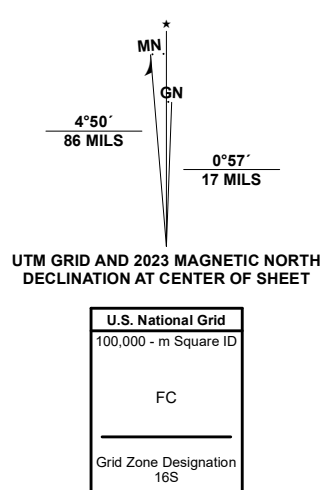 MN
GN
4°50´
86 MILS
0°57´
17 MILS
UTM GRID AND 2023 MAGNETIC NORTH
DECLINATION AT CENTER OF SHEET
U.S. National Grid
100,000 - m Square ID
FC
Grid Zone Designation
16S